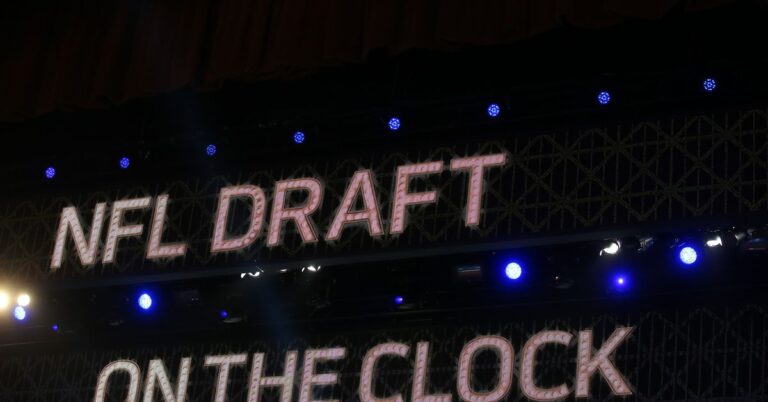 NFL DRAFT
ON THE CLOCK